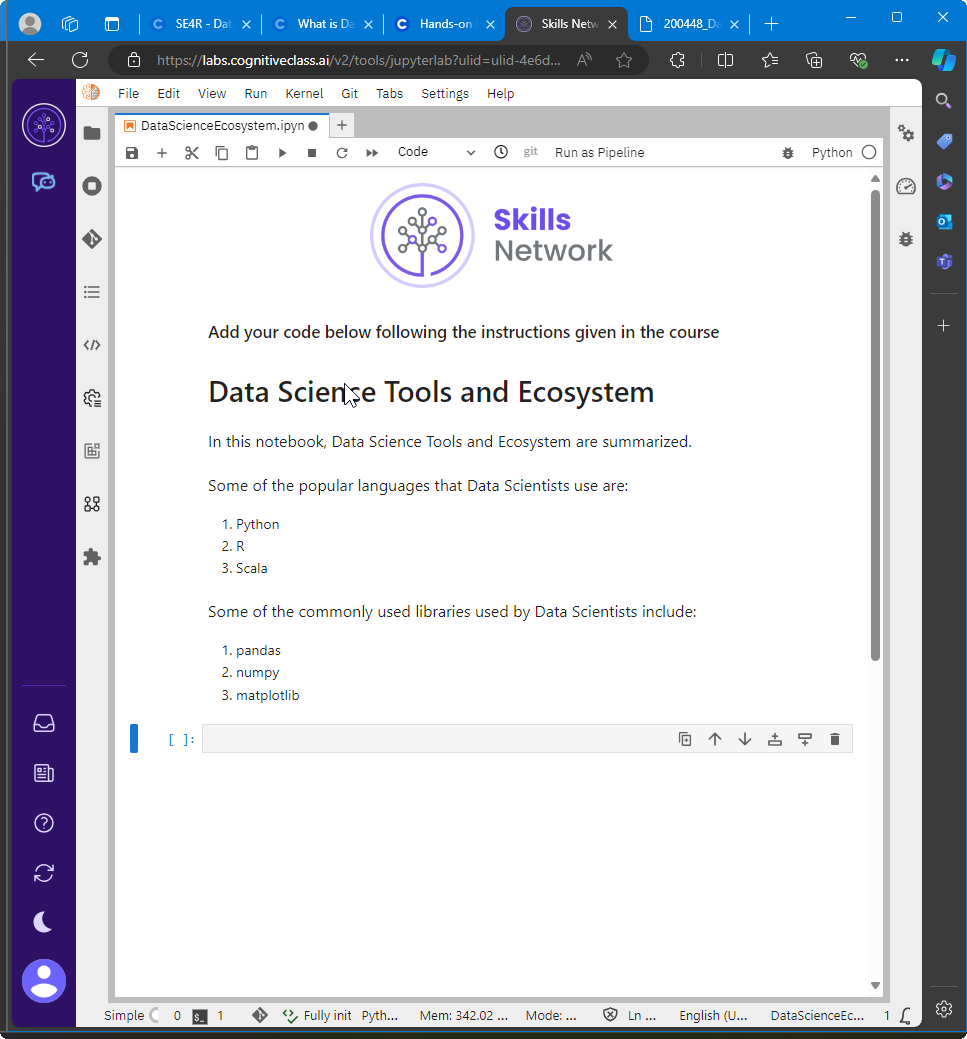 SE4R - Dat
What is Da
Hands-on
Skills Netw
200448_Da
https://labs.cognitiveclass.ai/v2/tools/jupyterlab?ulid=ulid-4e6d...
File Edit View Run Kernel Git Tabs Settings Help
DataScienceEcosystem.ipyn
Code
git
Run as Pipeline
Python
Skills
Network
Add your code below following the instructions given in the course
Data Science Tools and Ecosystem
In this notebook, Data Science Tools and Ecosystem are summarized.
Some of the popular languages that Data Scientists use are:
1. Python
2. R
3. Scala
Some of the commonly used libraries used by Data Scientists include:
1. pandas
2. numpy
3. matplotlib
[ ]:
Simple 0 $_ 1 Fully init Pyth... Mem: 342.02 ... Mode: ... Ln ... English (U... DataScienceEc... 1